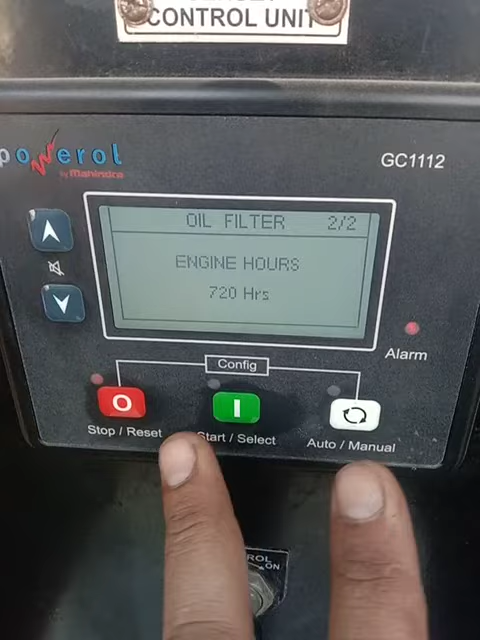 CONTROL UNIT
powerol
by Mahindra
GC1112
OIL FILTER 2/2
ENGINE HOURS
720 Hrs
Alarm
Config
Stop / Reset
Start / Select
Auto / Manual
ON